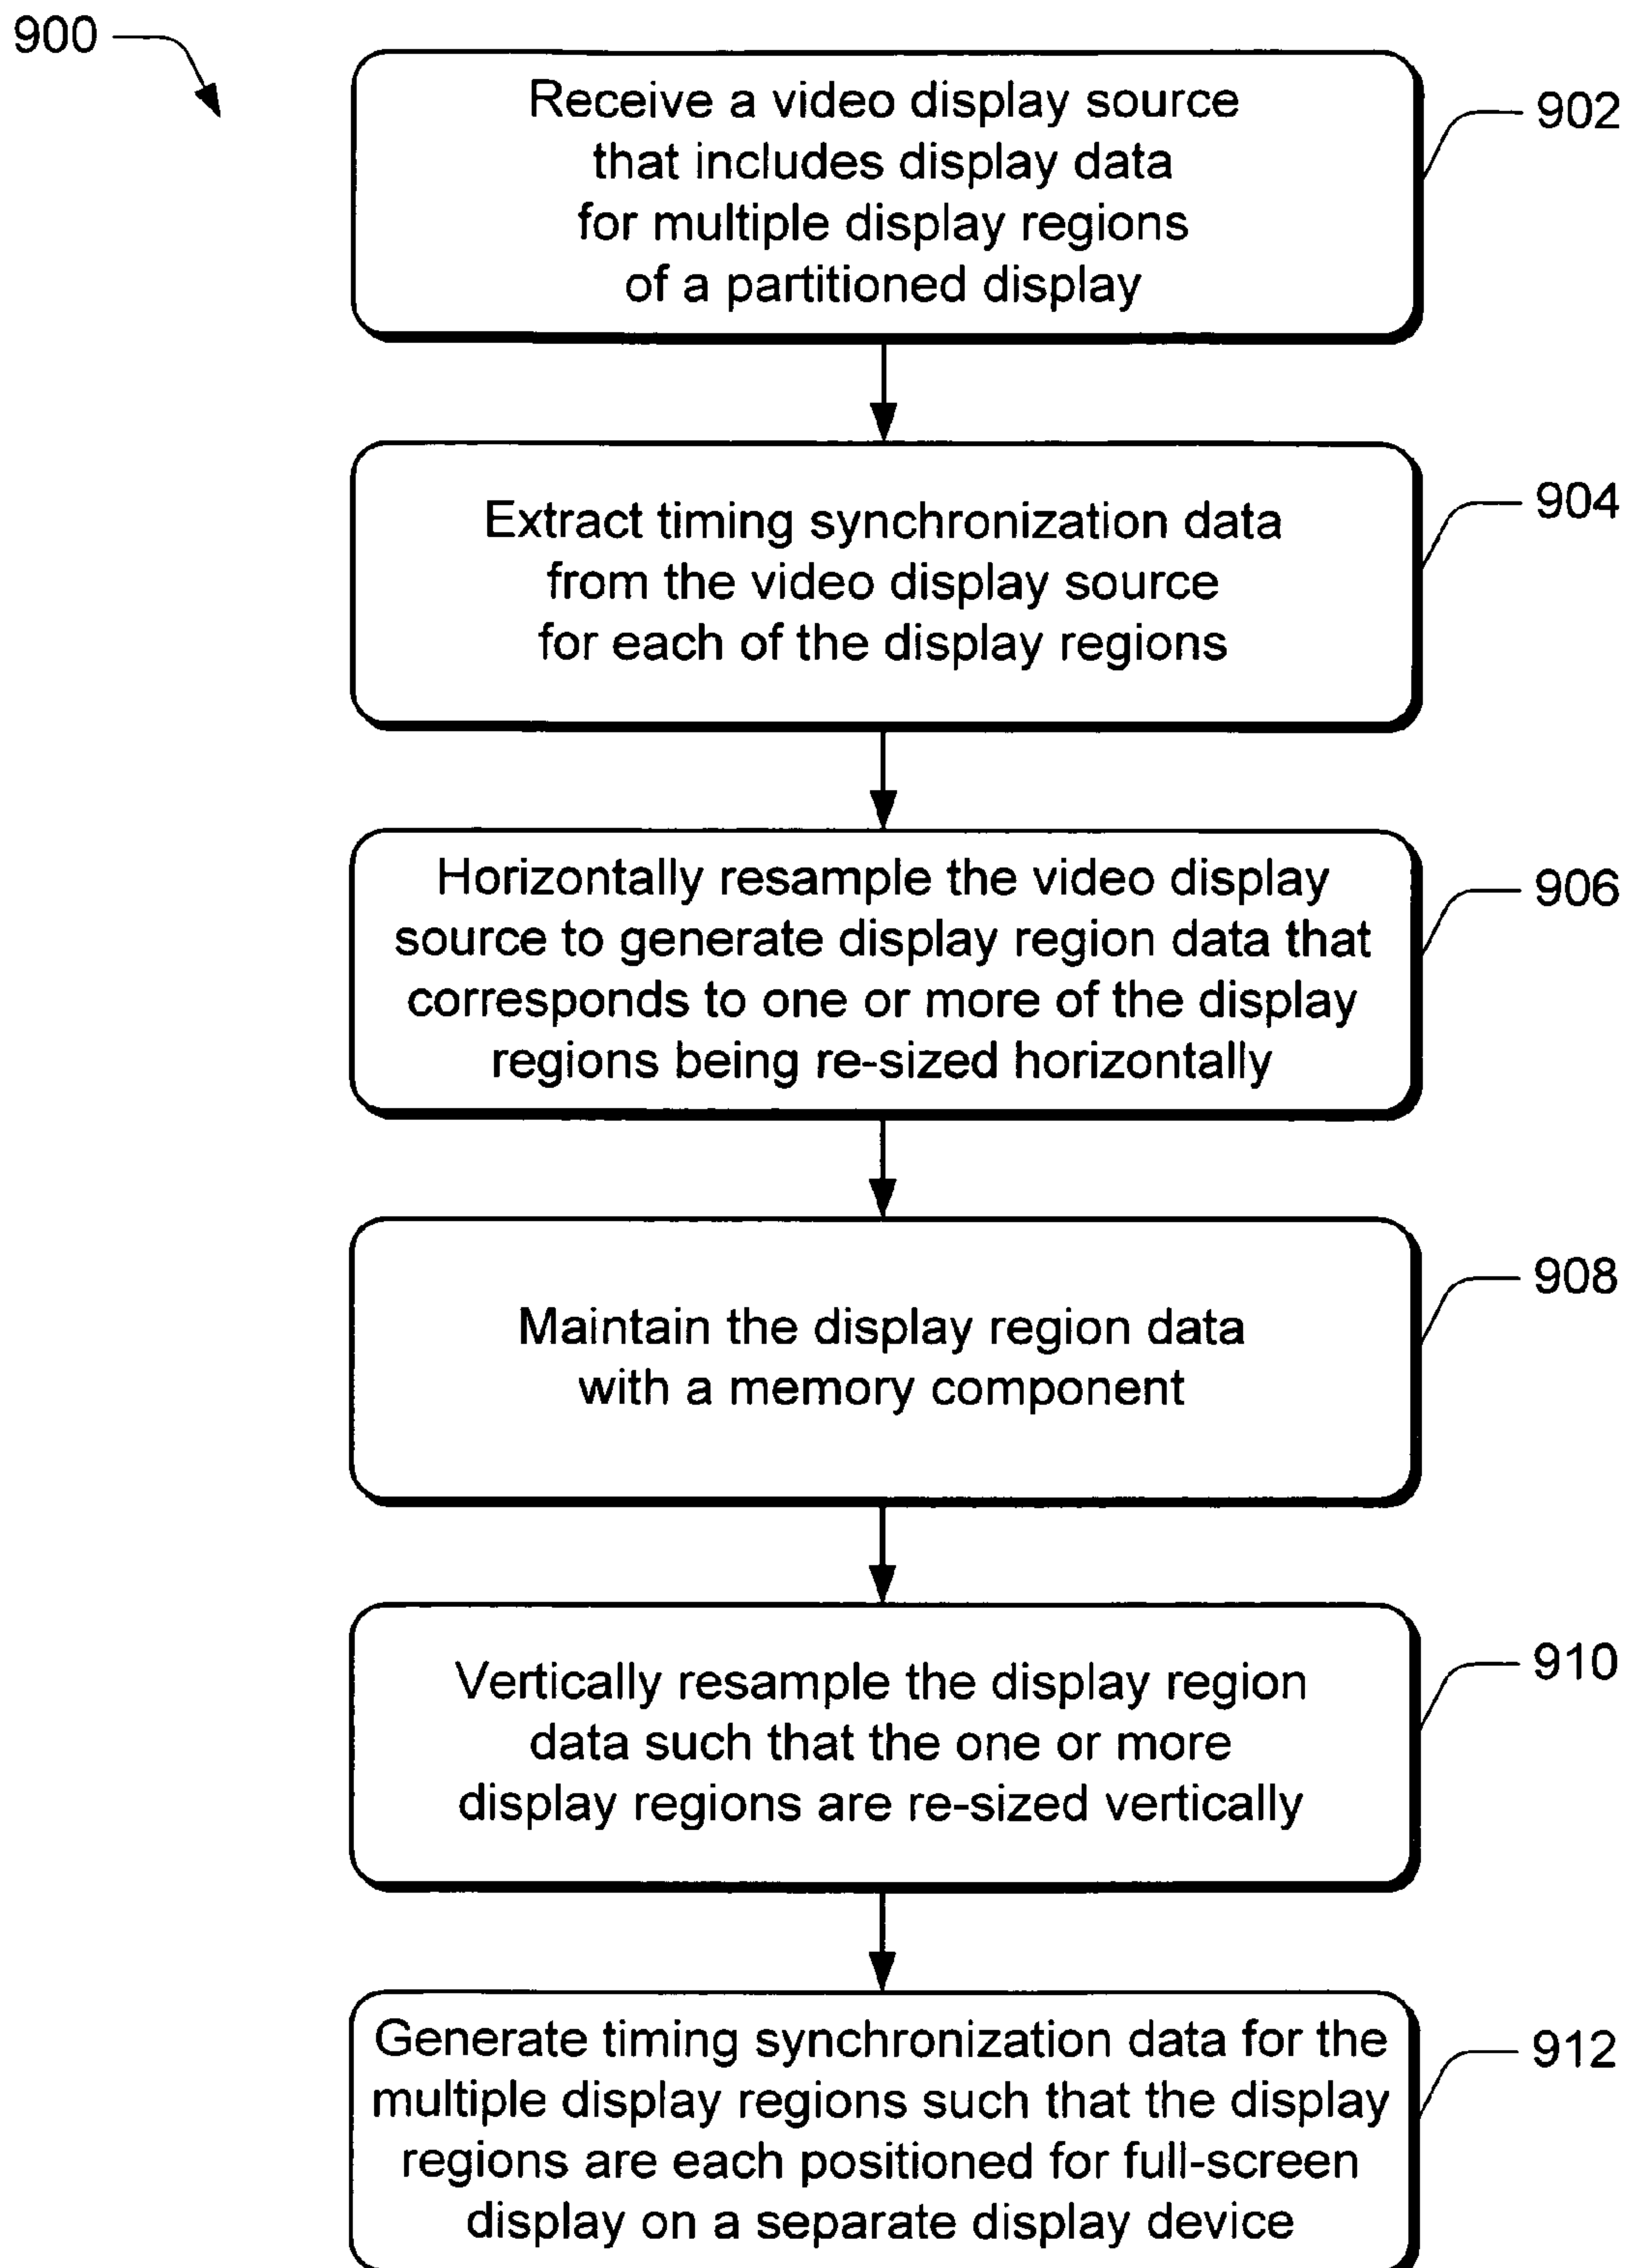 900
Receive a video display source
that includes display data
for multiple display regions
of a partitioned display
902
Extract timing synchronization data
from the video display source
for each of the display regions
904
Horizontally resample the video display
source to generate display region data that
corresponds to one or more of the display
regions being re-sized horizontally
906
Maintain the display region data
with a memory component
908
Vertically resample the display region
data such that the one or more
display regions are re-sized vertically
910
Generate timing synchronization data for the
multiple display regions such that the display
regions are each positioned for full-screen
display on a separate display device
912